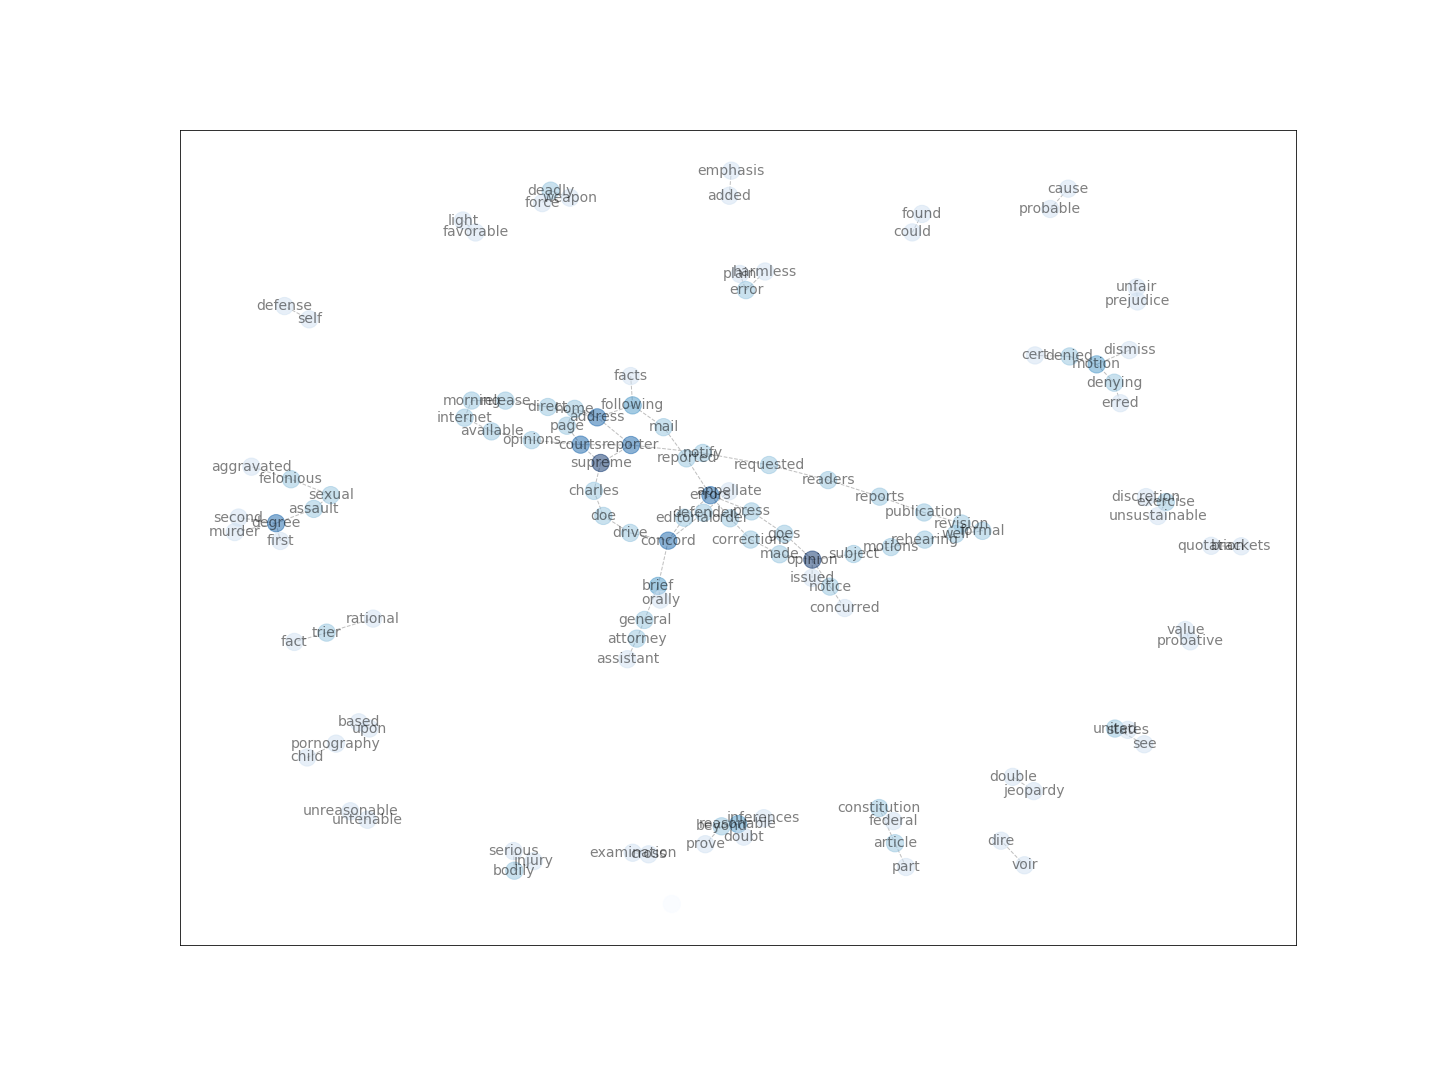 emphasis
added
cause
probable
deadly
weapon
force
found
could
light
favorable
plain
harmless
error
unfair
prejudice
defense
self
cert
denied
dismiss
motion
denying
erred
facts
morning
release
direct
home
following
address
internet
page
mail
available
opinions
courts
reporter
notify
supreme
reported
requested
aggravated
felonious
readers
sexual
charles
appellate
errors
reports
discretion
exercise
assault
doe
defender
press
publication
unsustainable
second
degree
editorial
order
revision
formal
murder
first
drive
concord
corrections
goes
well
rehearing
motions
made
opinion
subject
quotation
brackets
issued
notice
brief
orally
concurred
general
rational
trier
fact
attorney
assistant
value
probative
based
upon
pornography
child
united
states
see
double
jeopardy
unreasonable
untenable
constitution
federal
inferences
beyond
reasonable
doubt
prove
article
part
dire
voir
serious
injury
bodily
examination
cross